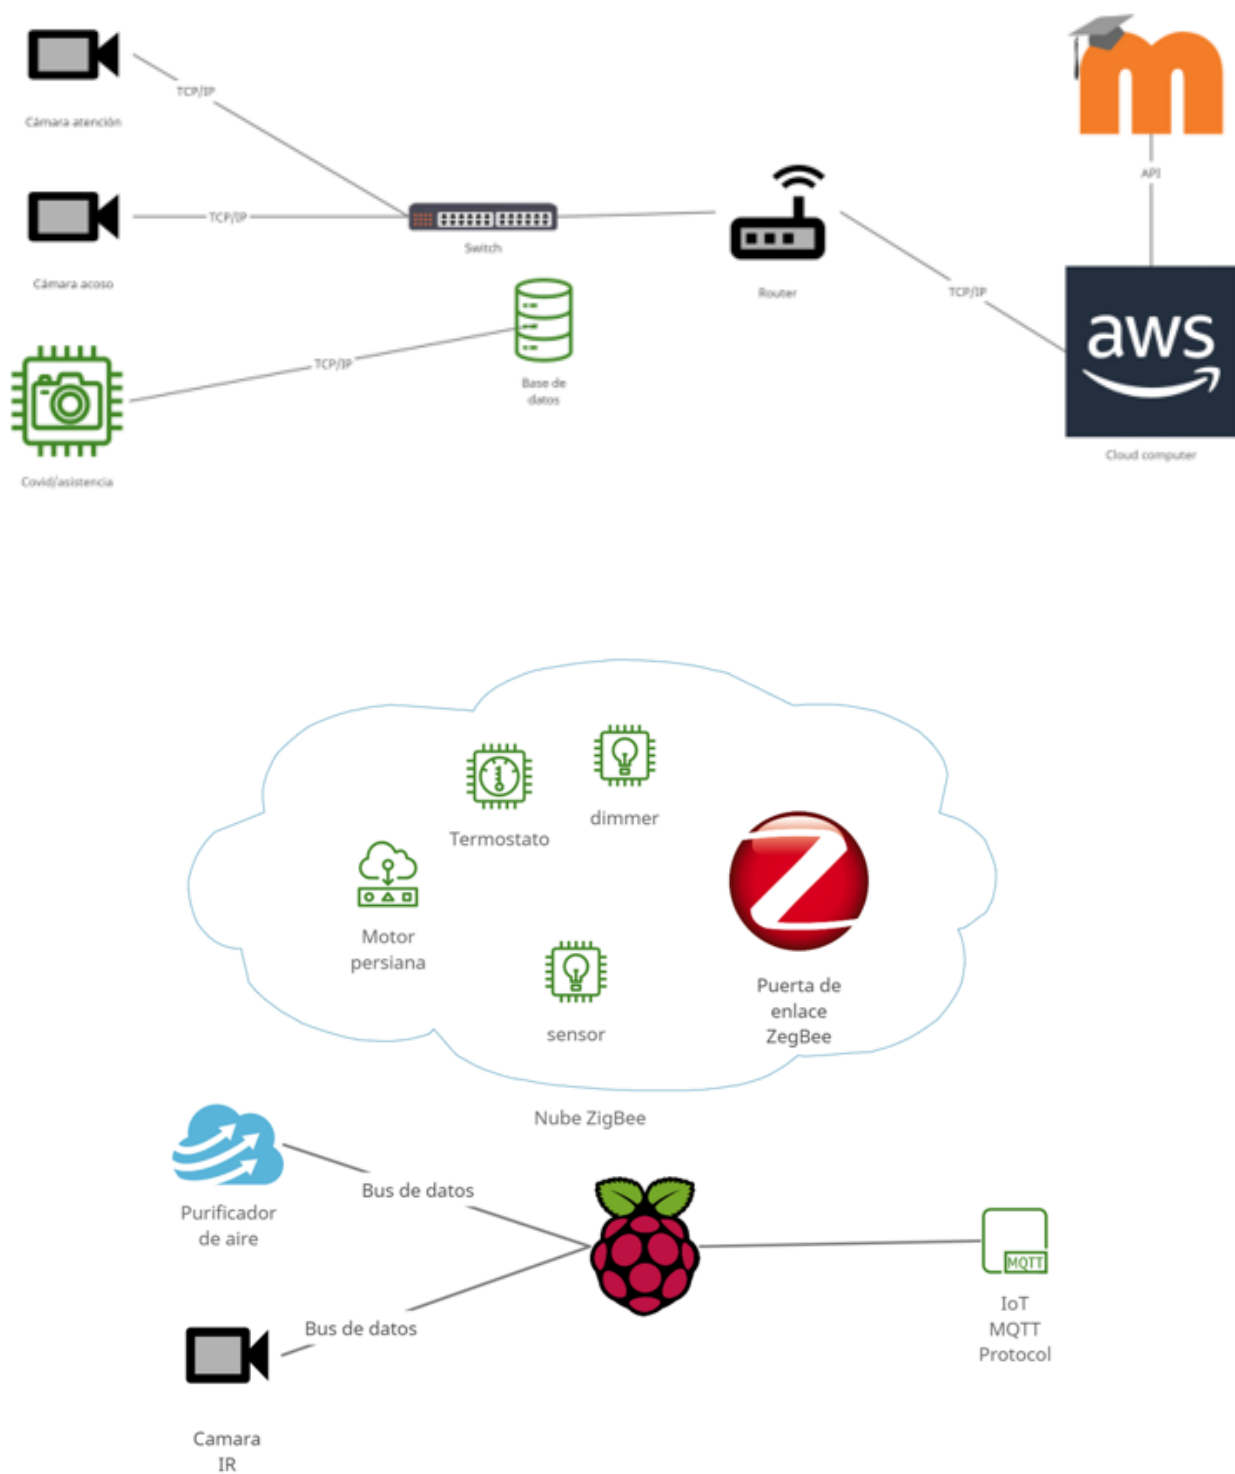 TCP/IP
Cámara atención
TCP/IP
Cámara acoso
Switch
Router
API
TCP/IP
aws
Cloud computer
TCP/IP
Base de
datos
Covid/asistencia
Termostato
dimmer
Motor
persiana
sensor
Puerta de
enlace
ZegBee
Nube ZigBee
Purificador
de aire
Bus de datos
Bus de datos
Camara
IR
MQTT
IoT
MQTT
Protocol